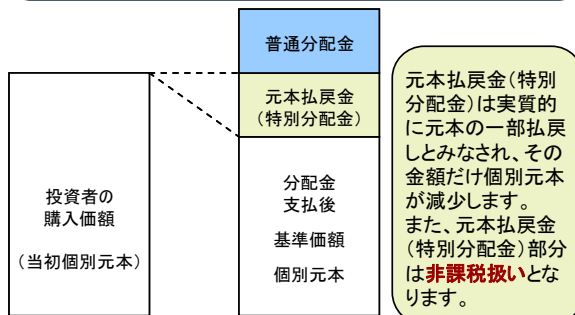 普通分配金
元本払戻金
(特別分配金)
投資者の
購入価額
(当初個別元本)
分配金
支払後
基準価額
個別元本
元本払戻金(特別
分配金)は実質的
に元本の一部払戻
しとみなされ、その
金額だけ個別元本
が減少します。
また、元本払戻金
(特別分配金)部分
は非課税扱いとな
ります。